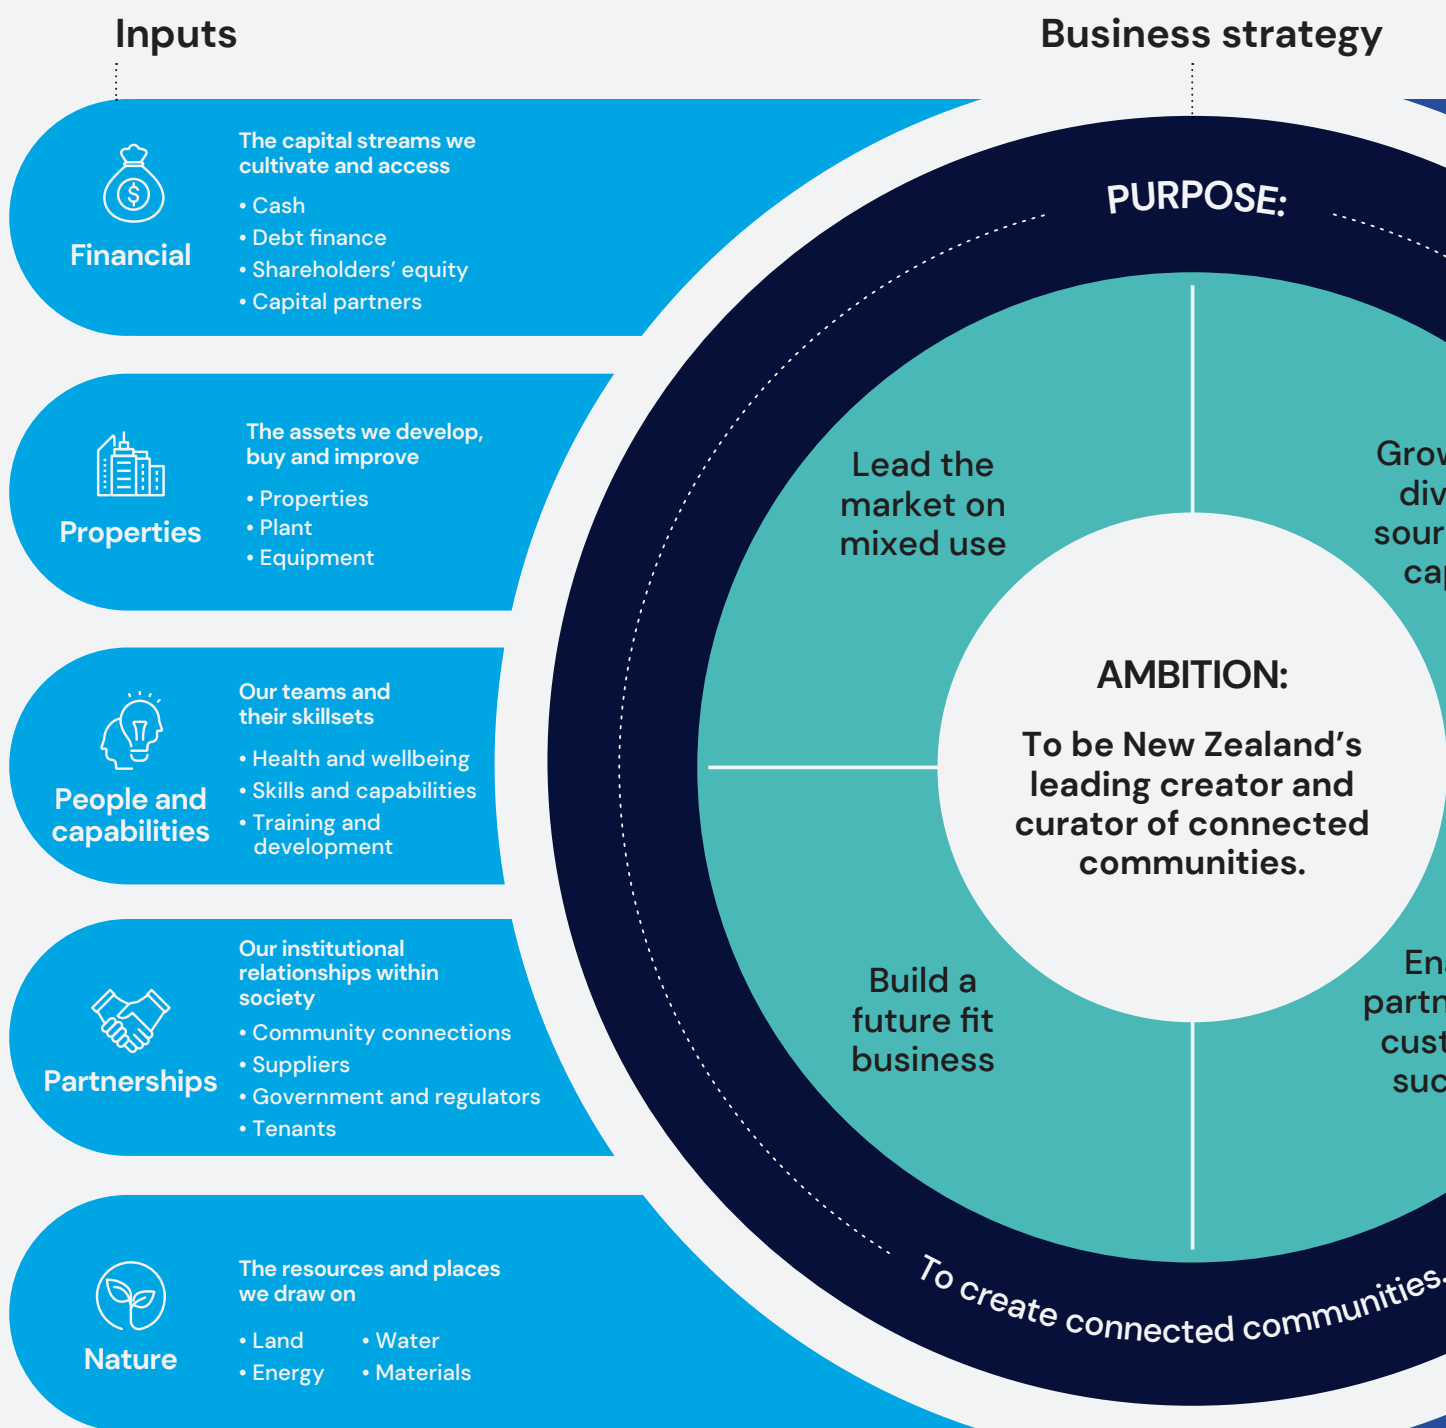 Inputs
Business strategy
Financial
The capital streams we
cultivate and access
• Cash
• Debt finance
• Shareholders’ equity
• Capital partners
Properties
The assets we develop,
buy and improve
• Properties
• Plant
• Equipment
People and
capabilities
Our teams and
their skillsets
• Health and wellbeing
• Skills and capabilities
• Training and
development
Partnerships
Our institutional
relationships within
society
• Community connections
• Suppliers
• Government and regulators
• Tenants
Nature
The resources and places
we draw on
• Land
• Energy
• Water
• Materials
PURPOSE:
Lead the
market on
mixed use
AMBITION:
To be New Zealand’s
leading creator and
curator of connected
communities.
Build a
future fit
business
To create connected communities.